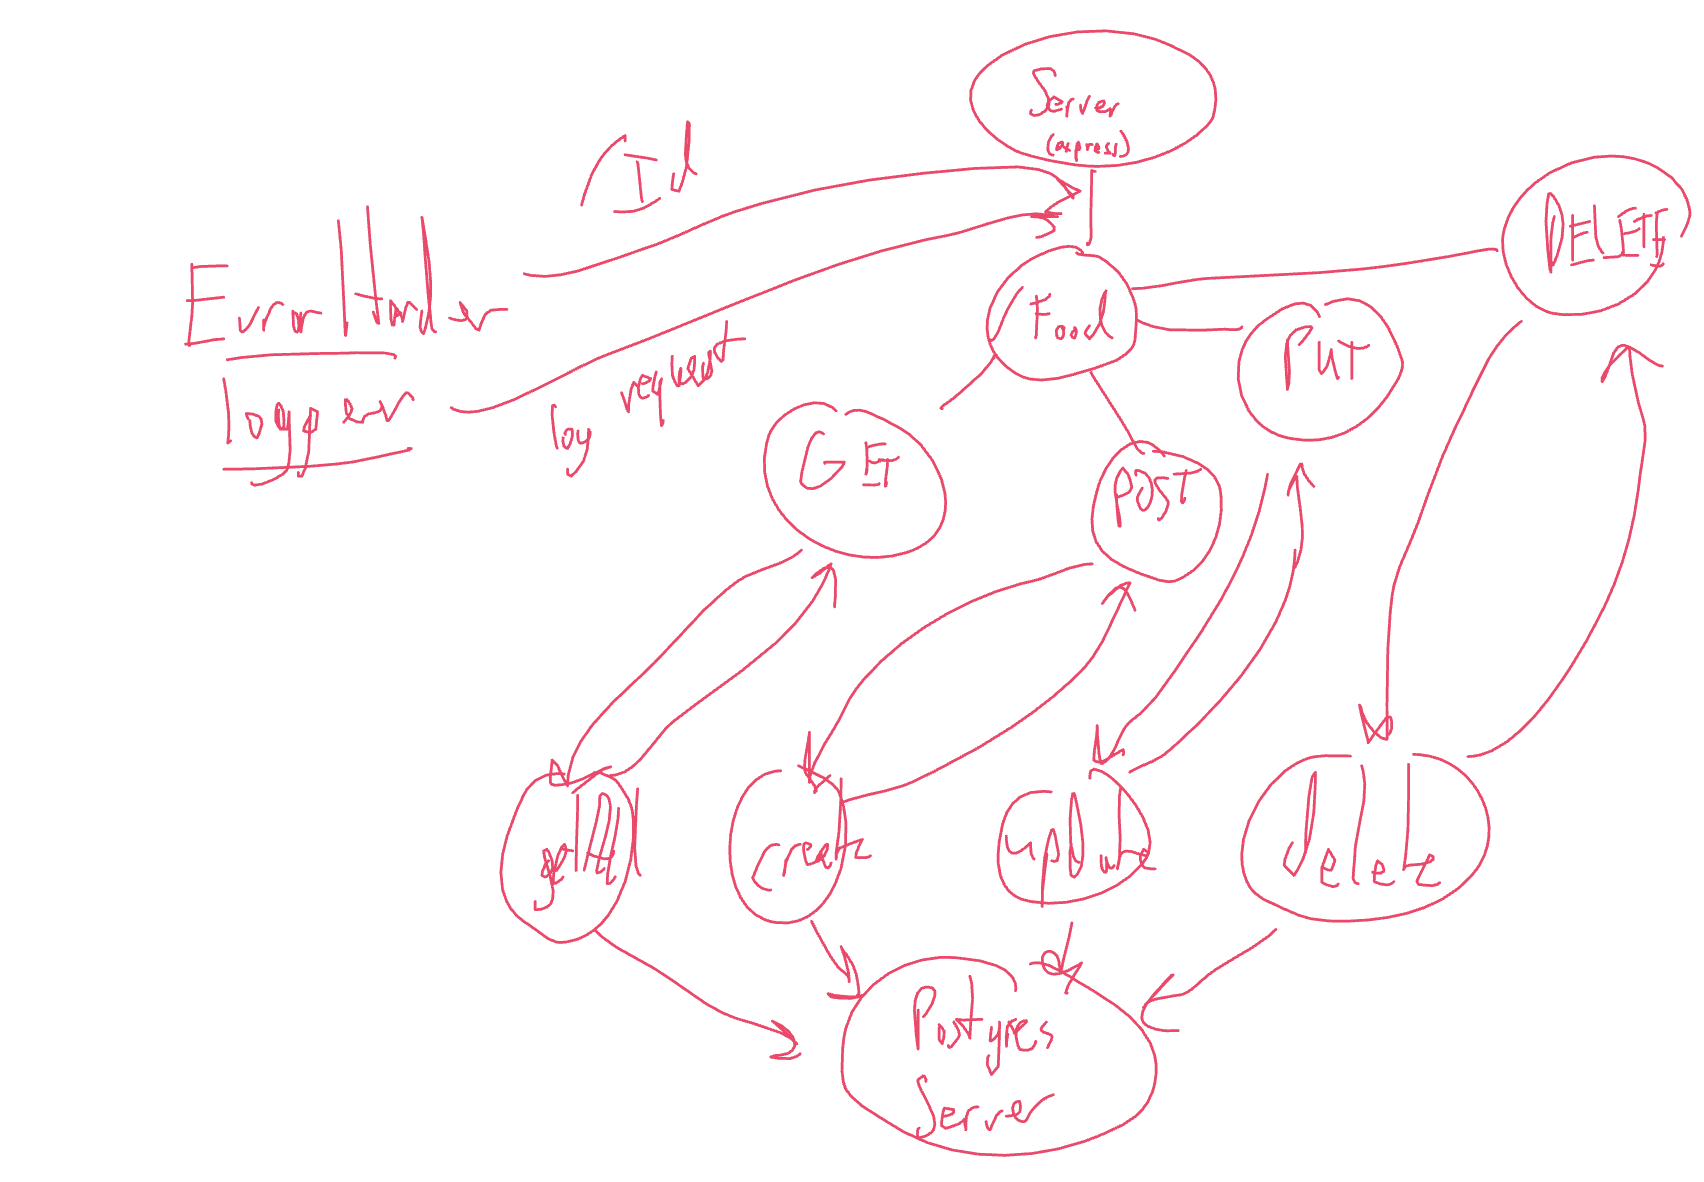 Server
(express)
/Id
DELETE
Error Handler
/Food
PUT
logger
log request
GET
POST
getAll
create
update
delete
Postgres
Server